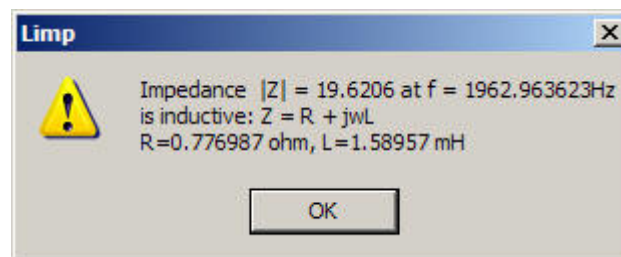 Limp
Impedance |Z| = 19.6206 at f = 1962.963623Hz
is inductive: Z = R + jwL
R=0.776987 ohm, L=1.58957 mH
OK